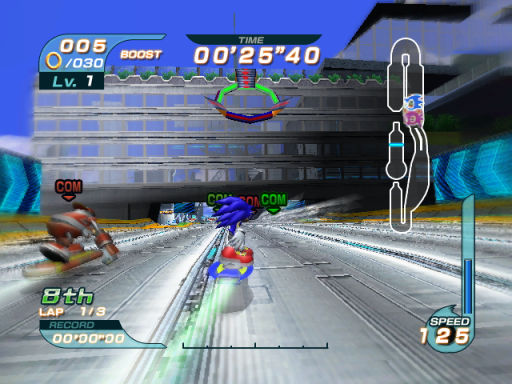 005
/030
BOOST
Lv. 1
TIME
00'25"40
COM
COM
COM
COM
8th
LAP 1/3
RECORD
00'00"00
SPEED
125